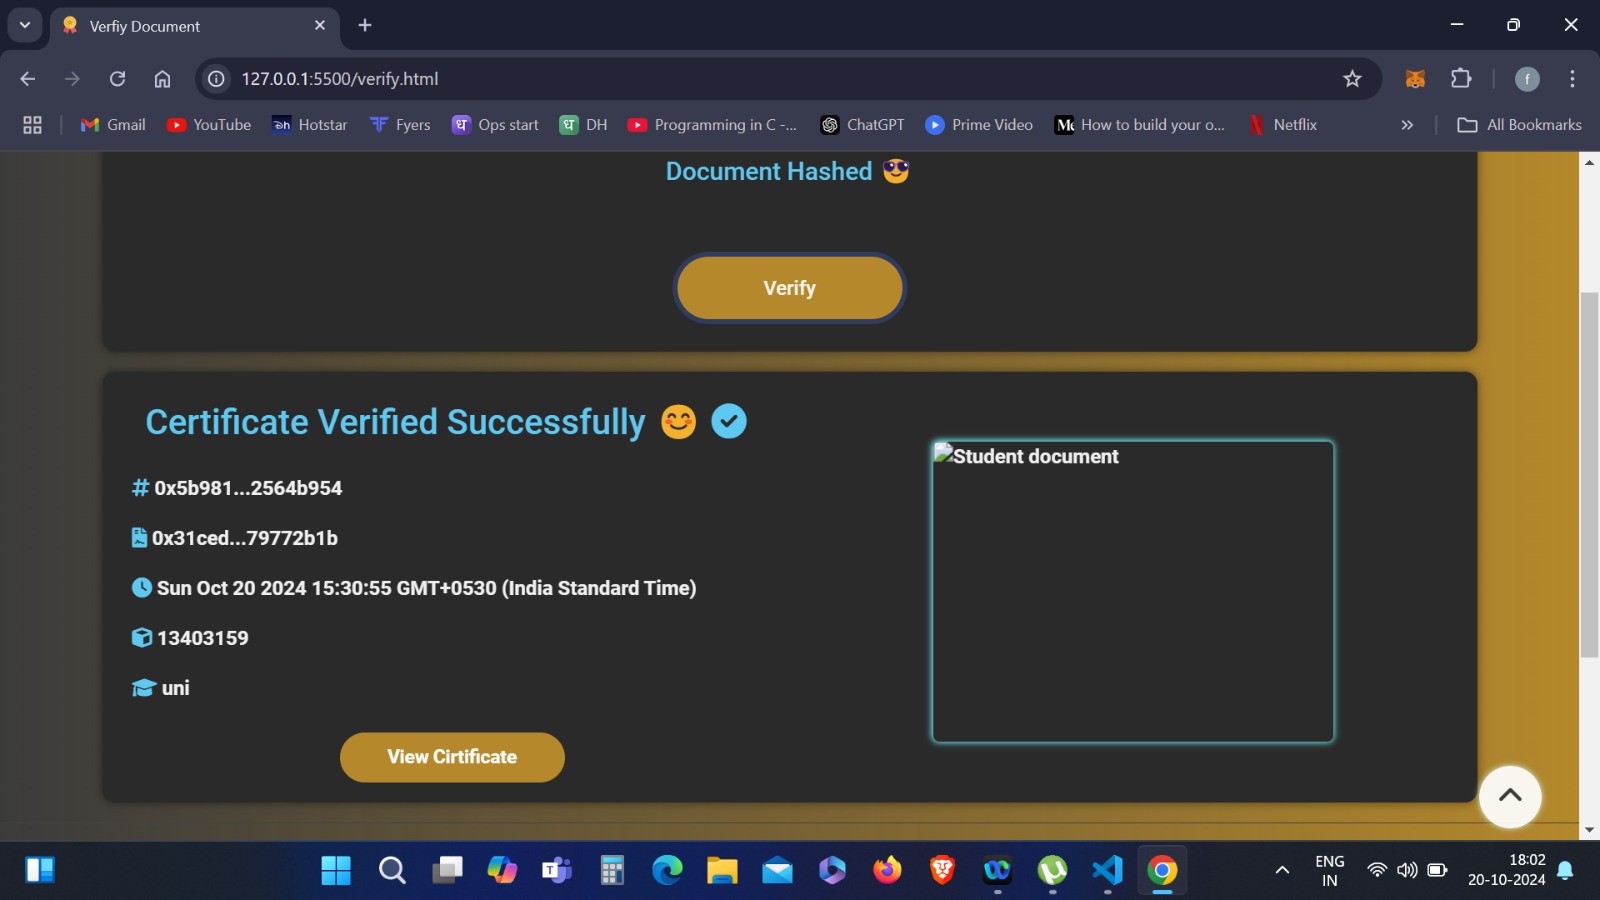 Verfiy Document
127.0.0.1:5500/verify.html
Gmail YouTube Hotstar Fyers Ops start DH Programming in C -... ChatGPT Prime Video How to build your o... Netflix » All Bookmarks
Document Hashed 😎
Verify
Certificate Verified Successfully 😊
# 0x5b981...2564b954
Student document
0x31ced...79772b1b
Sun Oct 20 2024 15:30:55 GMT+0530 (India Standard Time)
13403159
uni
View Cirtificate
ENG
IN
18:02
20-10-2024